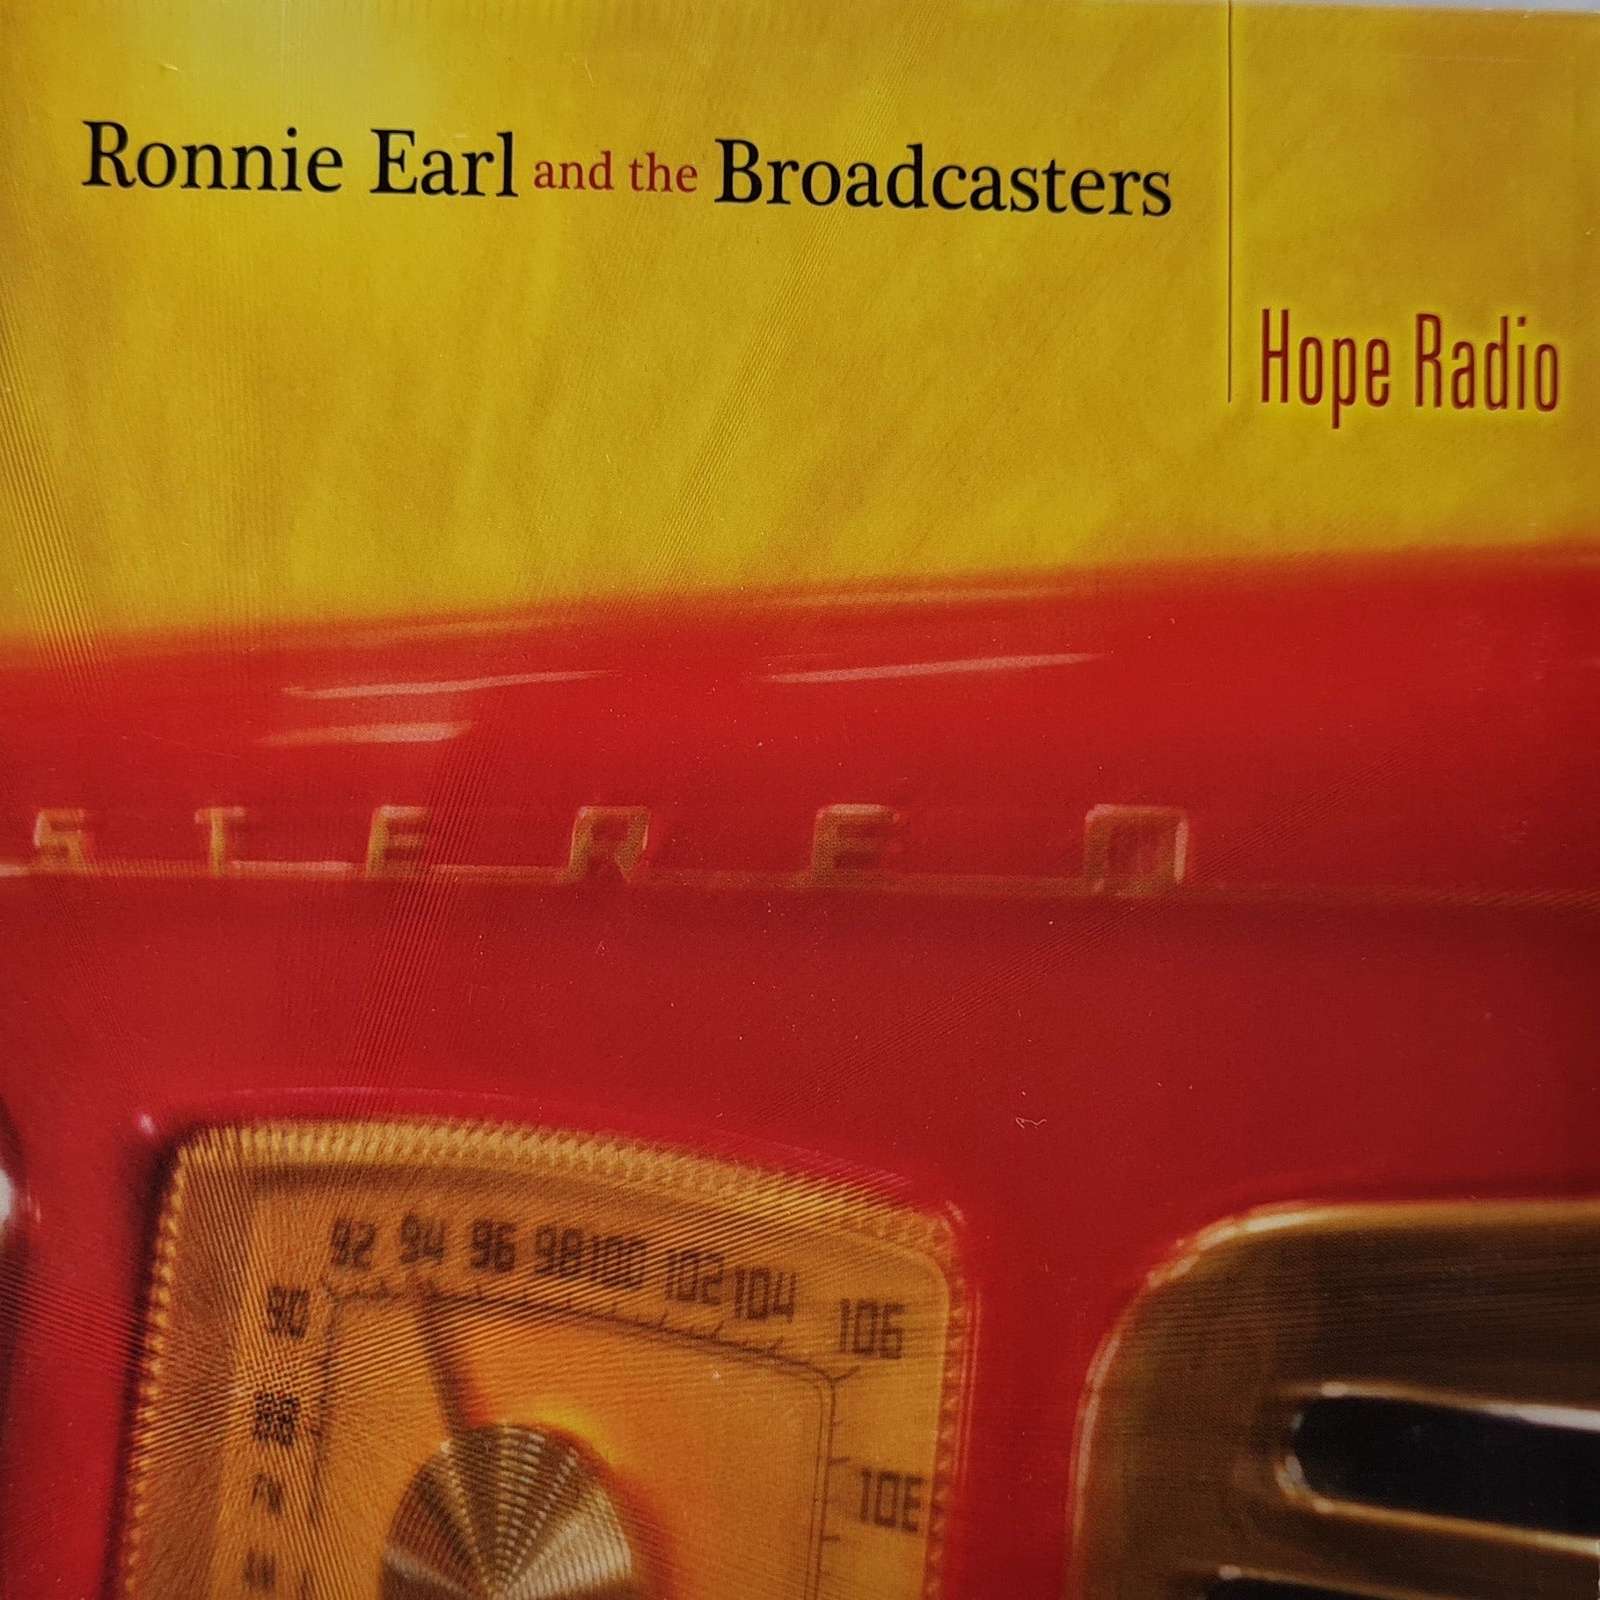 Ronnie Earl and the Broadcasters
Hope Radio
STEREO
92 94 96 98 100 102 104 106
90